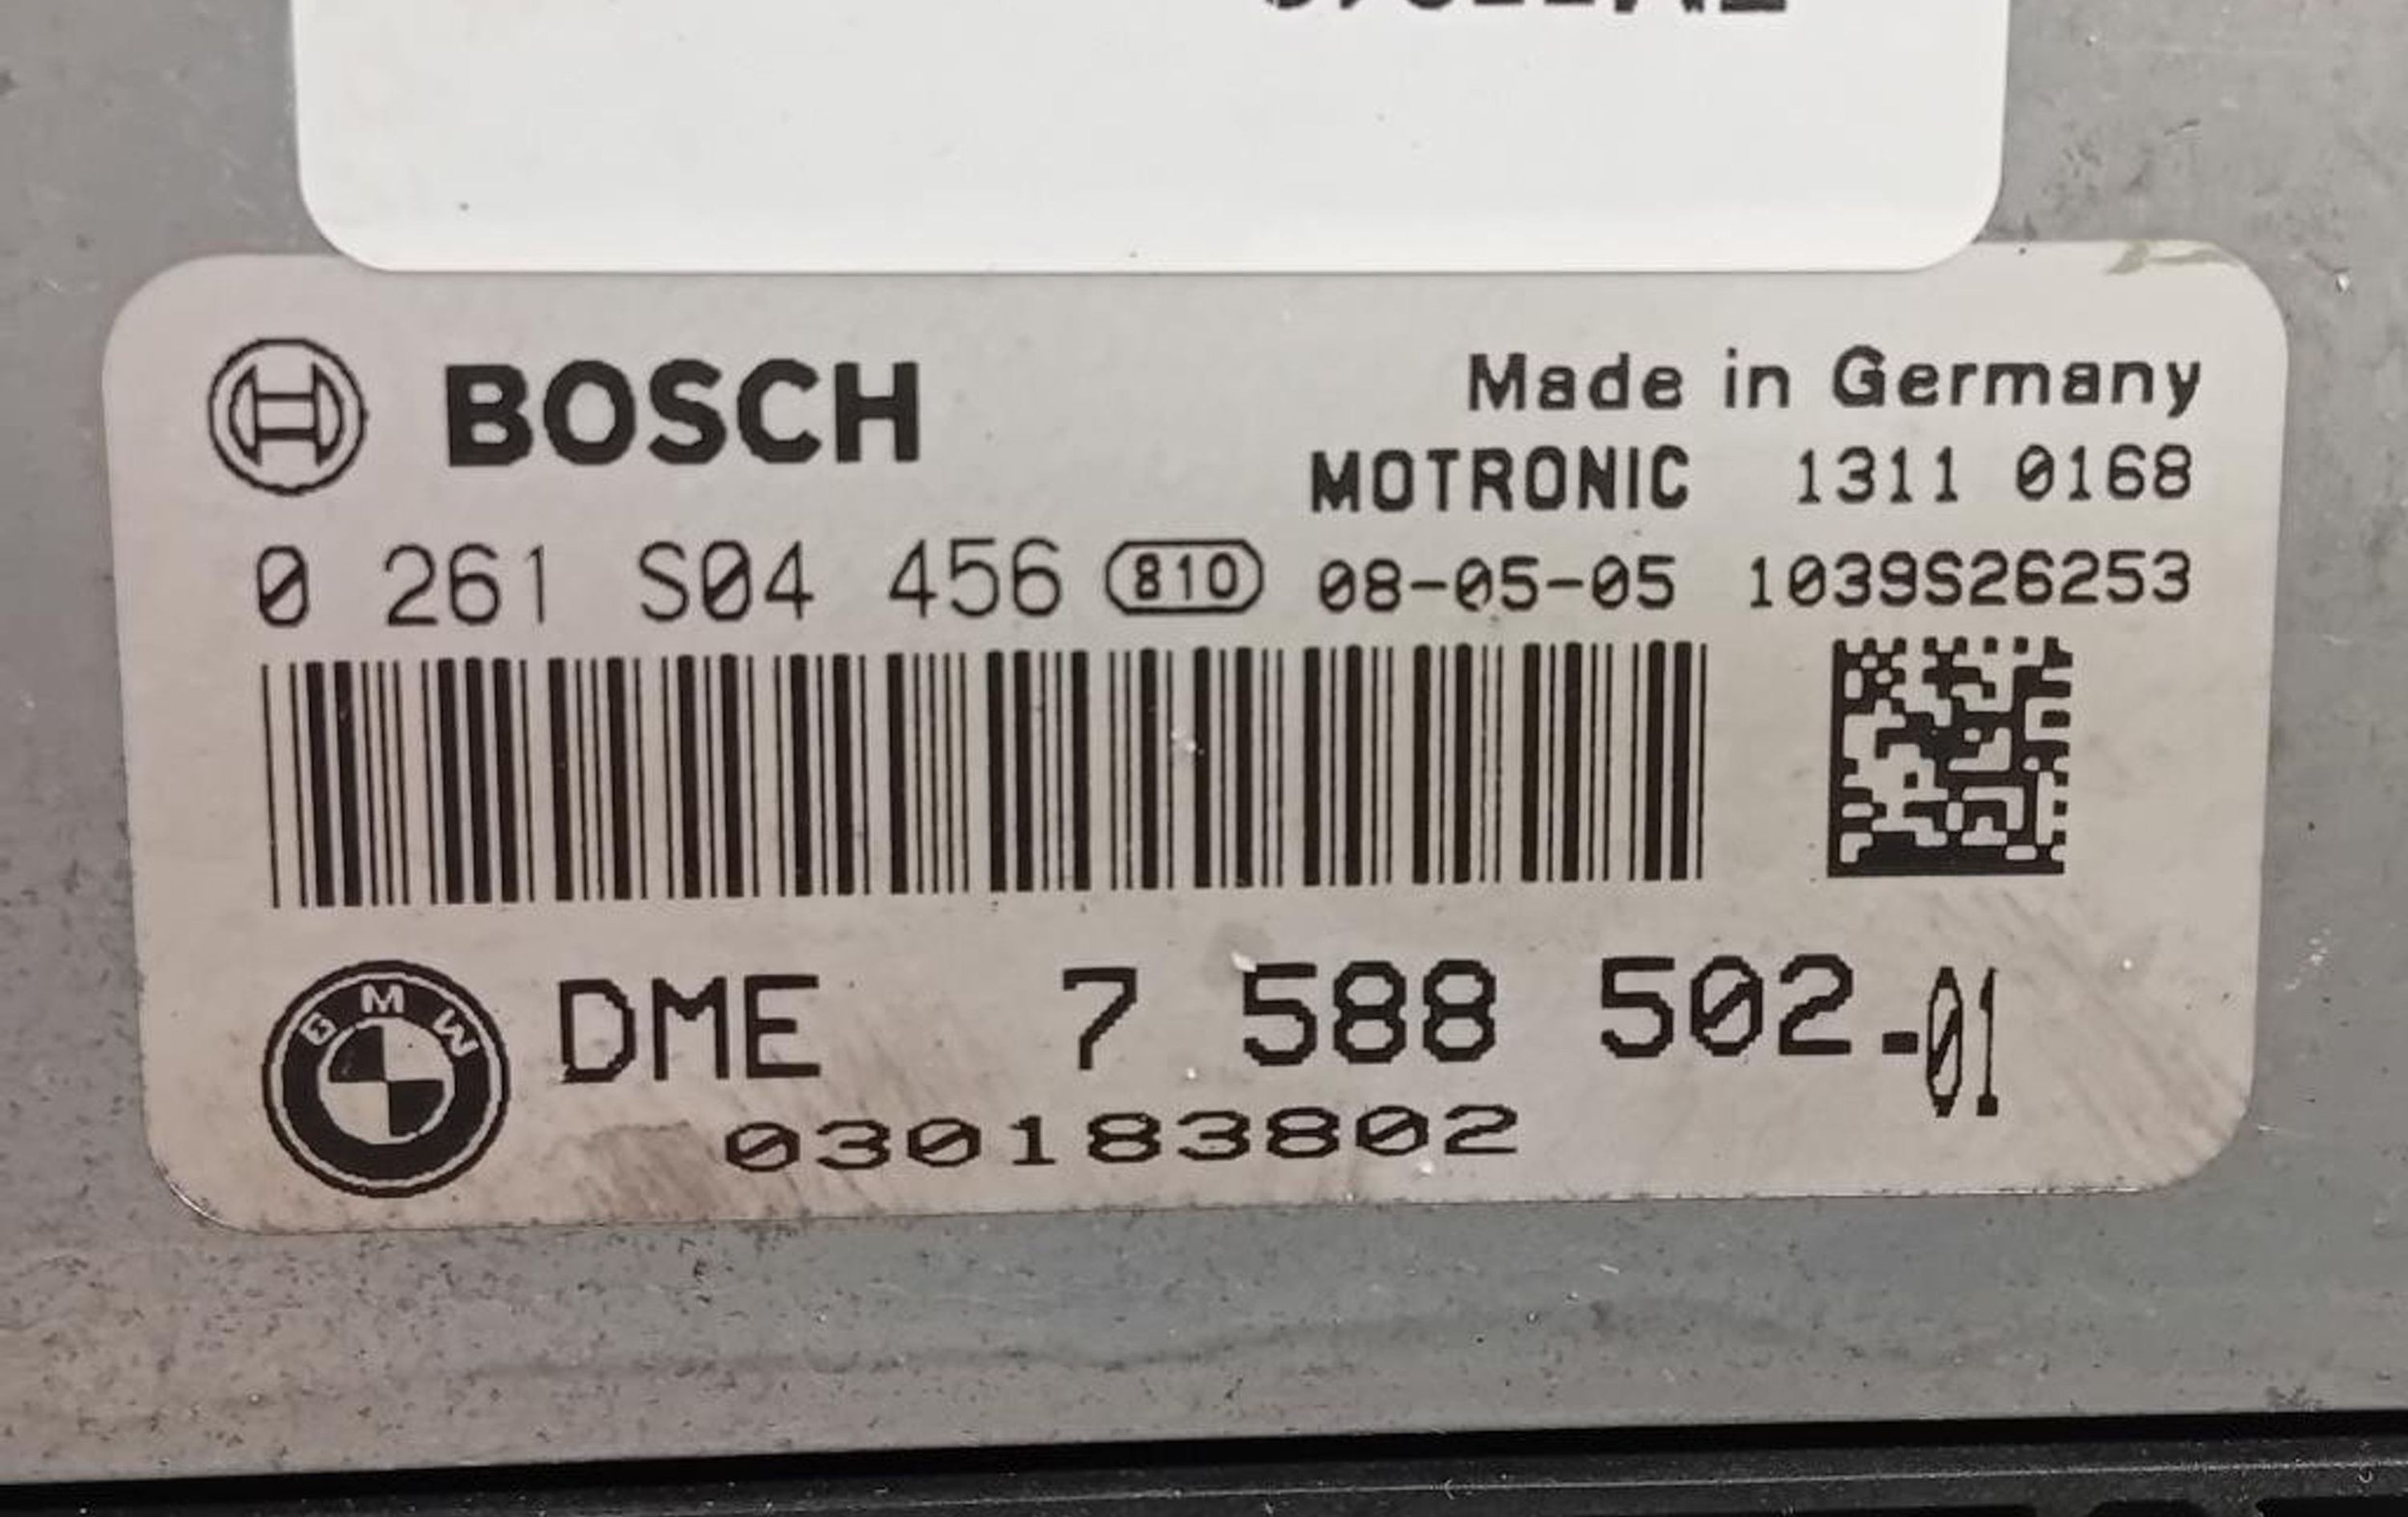 BOSCH
Made in Germany
MOTRONIC 1311 0168
0 261 S04 456 810 08-05-05 1039S26253
BMW
DME 7 588 502-01
030183802